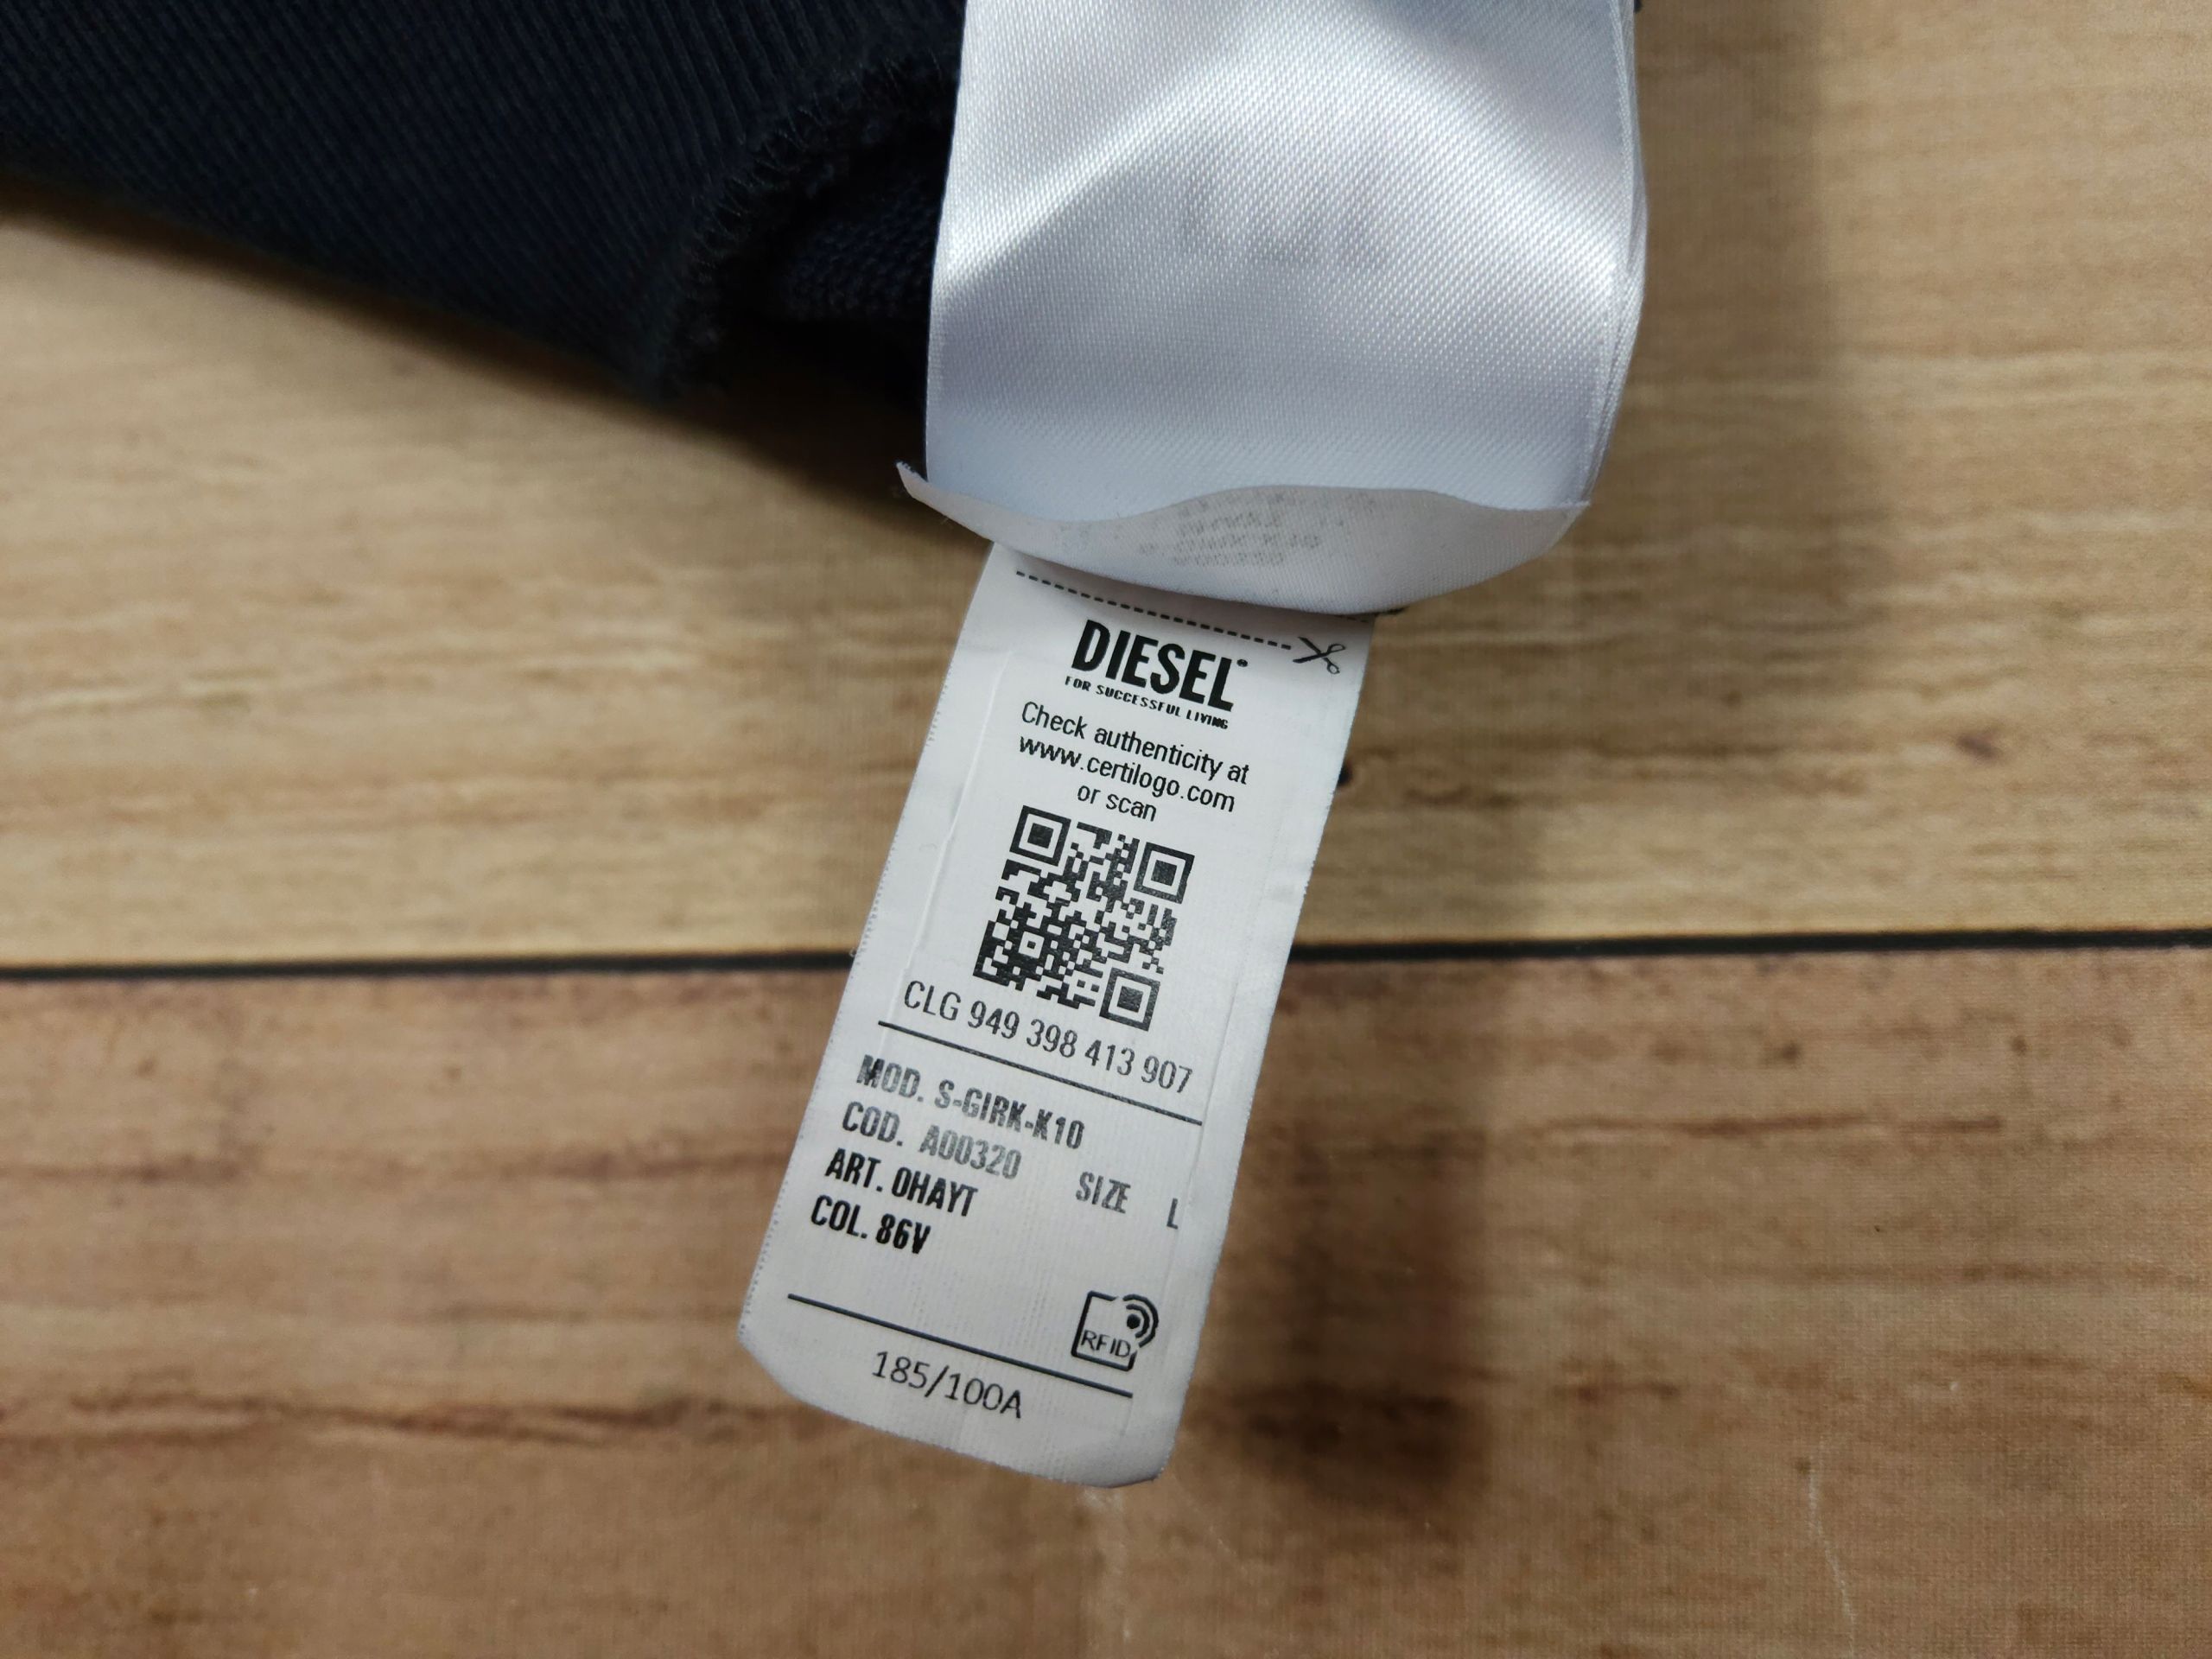 DIESEL
FOR SUCCESSFUL LIVING
Check authenticity at
www.certilogo.com
or scan
CLG 949 398 413 907
MOD. S-GIRK-K10
COD. A00320 SIZE L
ART. 0HAYT
COL. 86V
RFID
185/100A